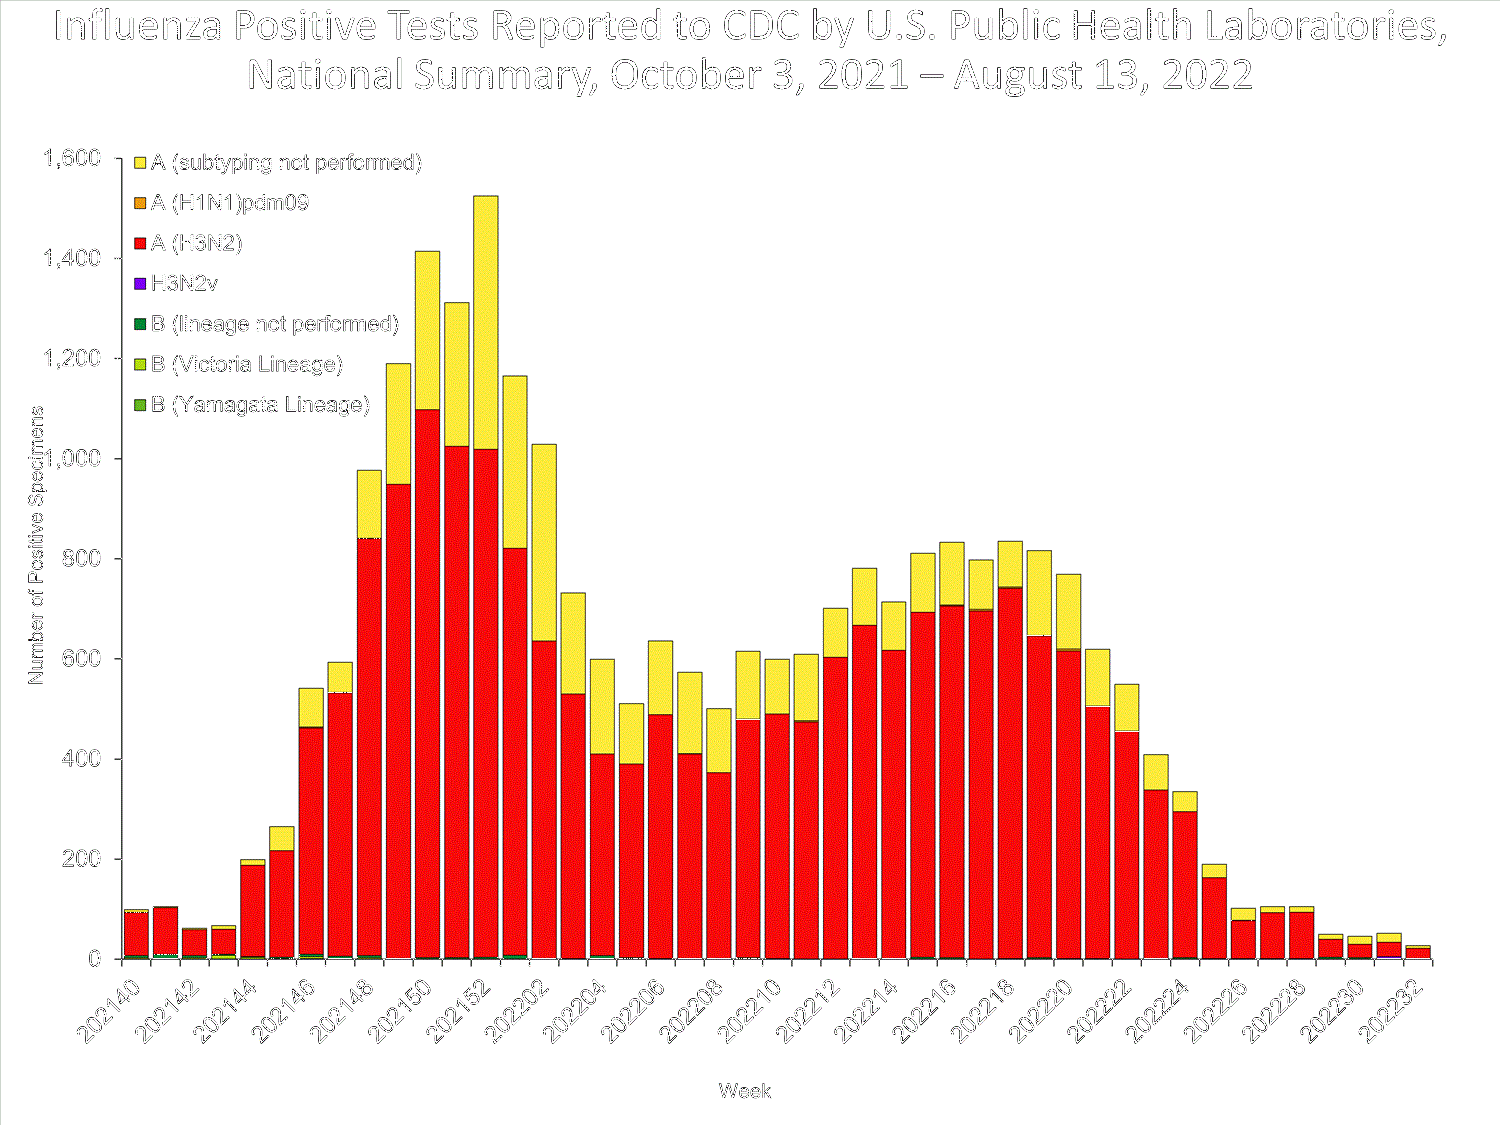 Influenza Positive Tests Reported to CDC by U.S. Public Health Laboratories,
National Summary, October 3, 2021 – August 13, 2022
A (subtyping not performed)
A (H1N1)pdm09
A (H3N2)
H3N2v
B (lineage not performed)
B (Victoria Lineage)
B (Yamagata Lineage)
Number of Positive Specimens
1,600
1,400
1,200
1,000
800
600
400
200
0
202140
202142
202144
202146
202148
202150
202152
202202
202204
202206
202208
202210
202212
202214
202216
202218
202220
202222
202224
202226
202228
202230
202232
Week